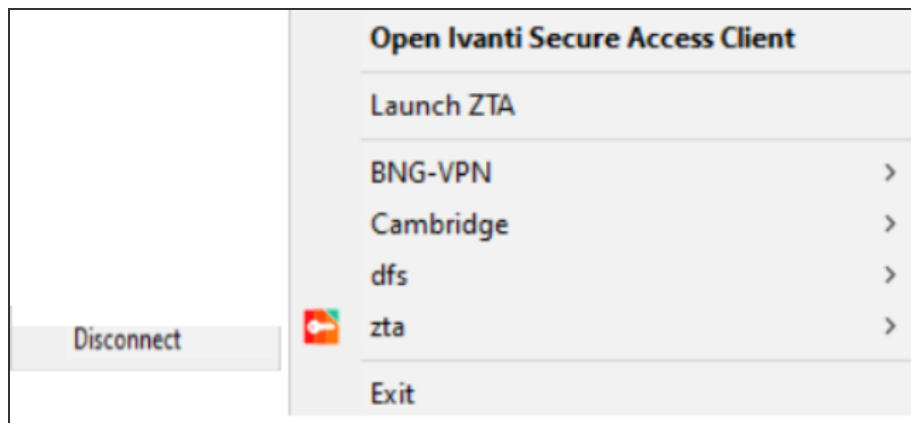 Open Ivanti Secure Access Client
Launch ZTA
BNG-VPN
Cambridge
dfs
zta
Disconnect
Exit